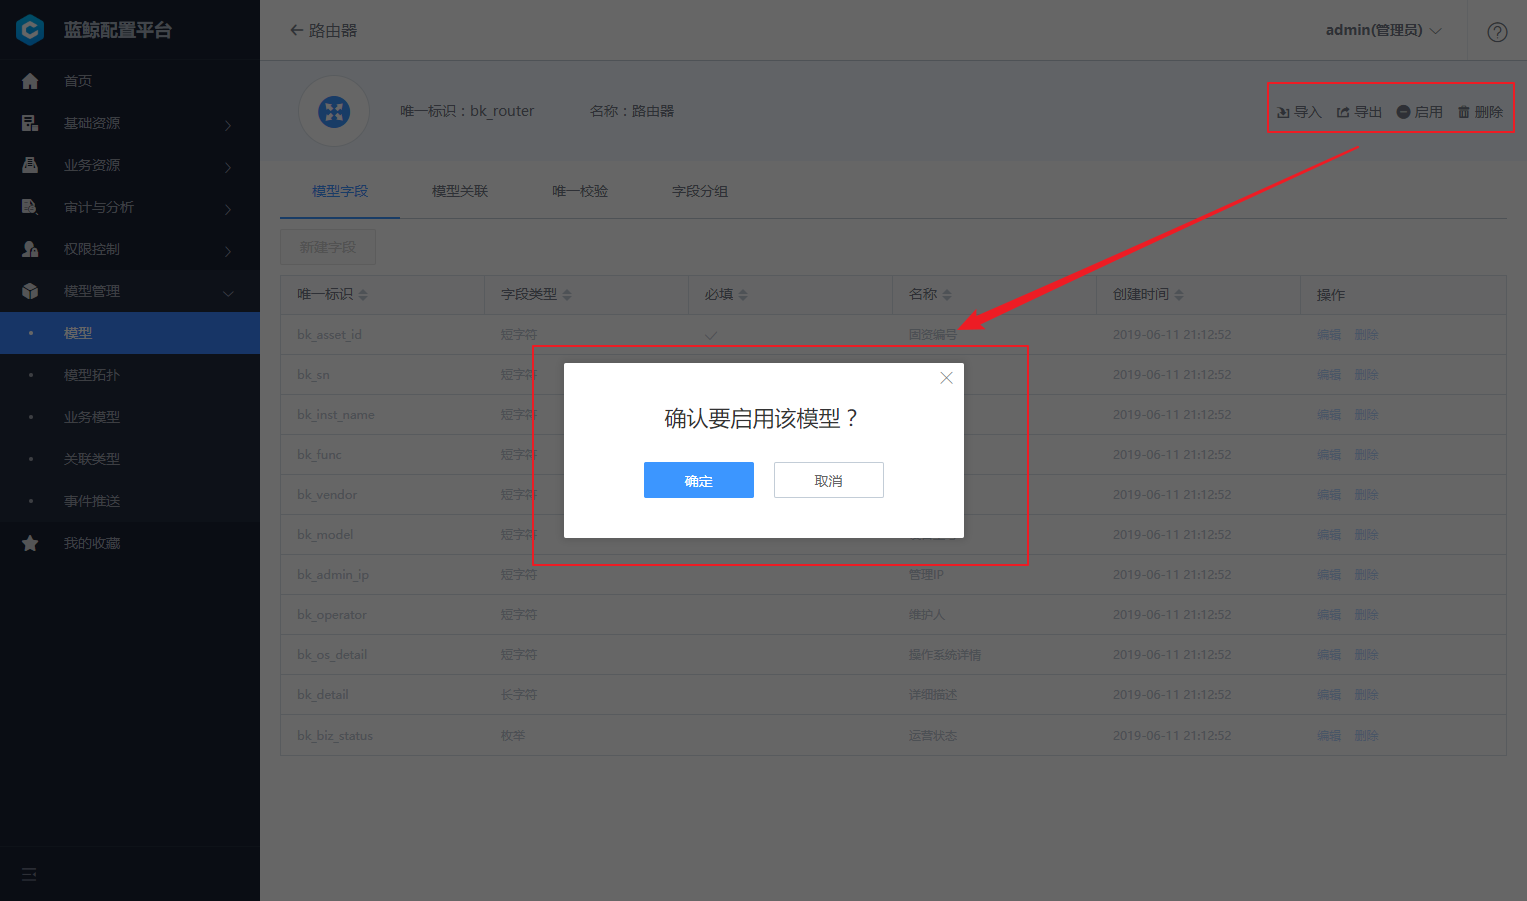 蓝鲸配置平台
首页
基础资源
业务资源
审计与分析
权限控制
模型管理
模型
模型拓扑
业务模型
关联类型
事件推送
我的收藏
路由器
admin(管理员)
唯一标识：bk_router 名称：路由器
导入 导出 启用 删除
模型字段 模型关联 唯一校验 字段分组
新建字段
唯一标识 字段类型 必填 名称 创建时间 操作
bk_asset_id 短字符 固资编号 2019-06-11 21:12:52 编辑 删除
bk_sn 短字符 2019-06-11 21:12:52 编辑 删除
bk_inst_name 短字符 2019-06-11 21:12:52 编辑 删除
bk_func 短字符 2019-06-11 21:12:52 编辑 删除
bk_vendor 短字符 2019-06-11 21:12:52 编辑 删除
bk_model 短字符 2019-06-11 21:12:52 编辑 删除
bk_admin_ip 短字符 管理IP 2019-06-11 21:12:52 编辑 删除
bk_operator 短字符 维护人 2019-06-11 21:12:52 编辑 删除
bk_os_detail 短字符 操作系统详情 2019-06-11 21:12:52 编辑 删除
bk_detail 长字符 详细描述 2019-06-11 21:12:52 编辑 删除
bk_biz_status 枚举 运营状态 2019-06-11 21:12:52 编辑 删除
确认要启用该模型？
确定 取消